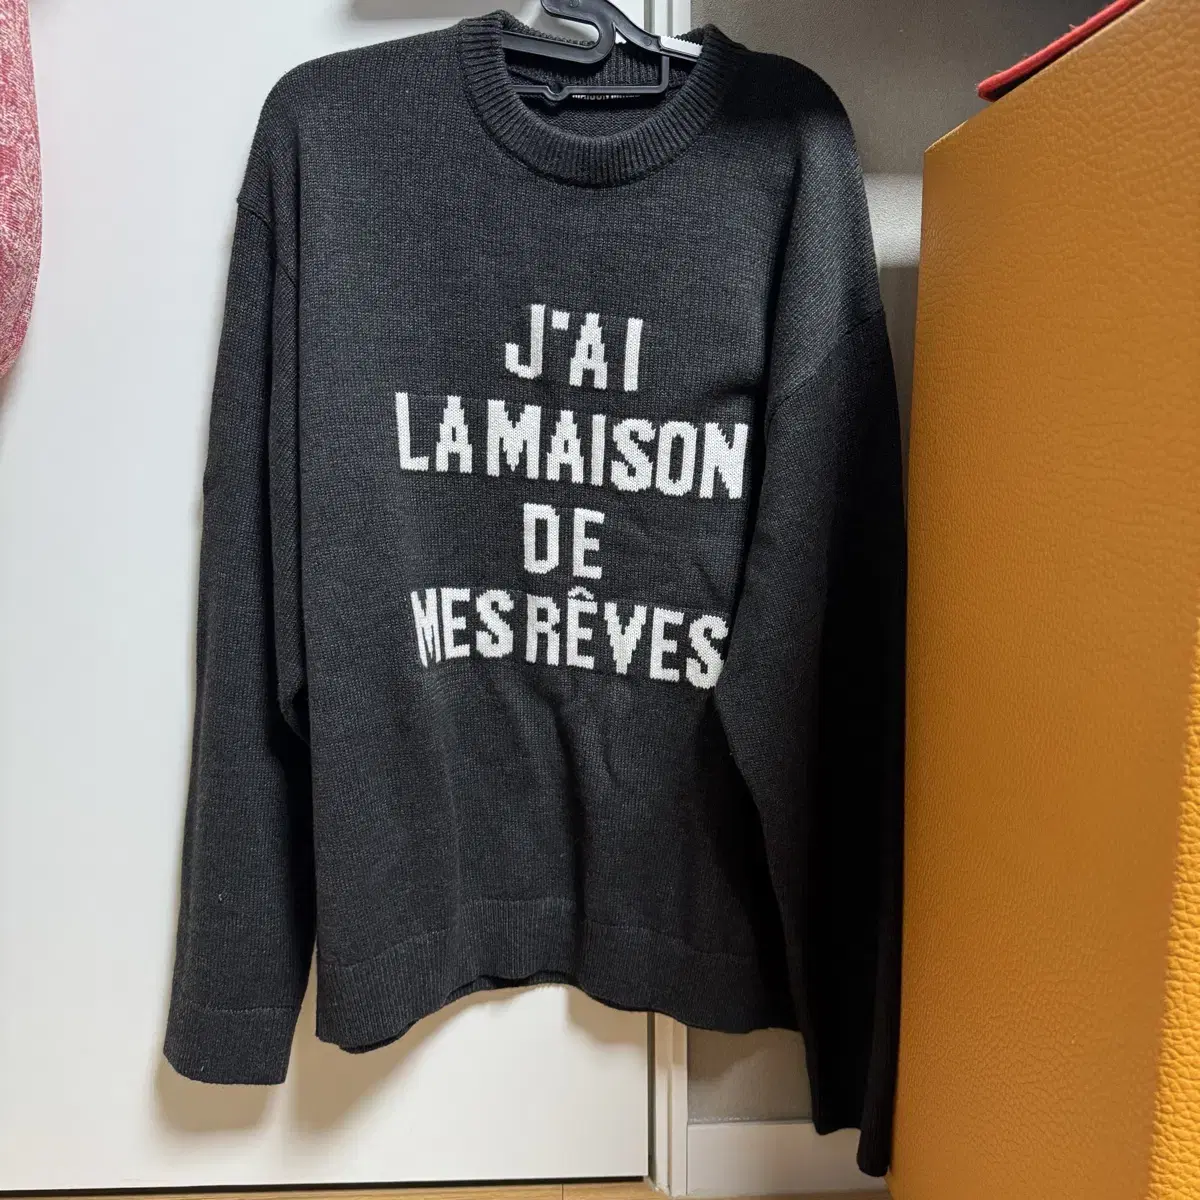 J'AI
LA MAISON
DE
MES RÊVES